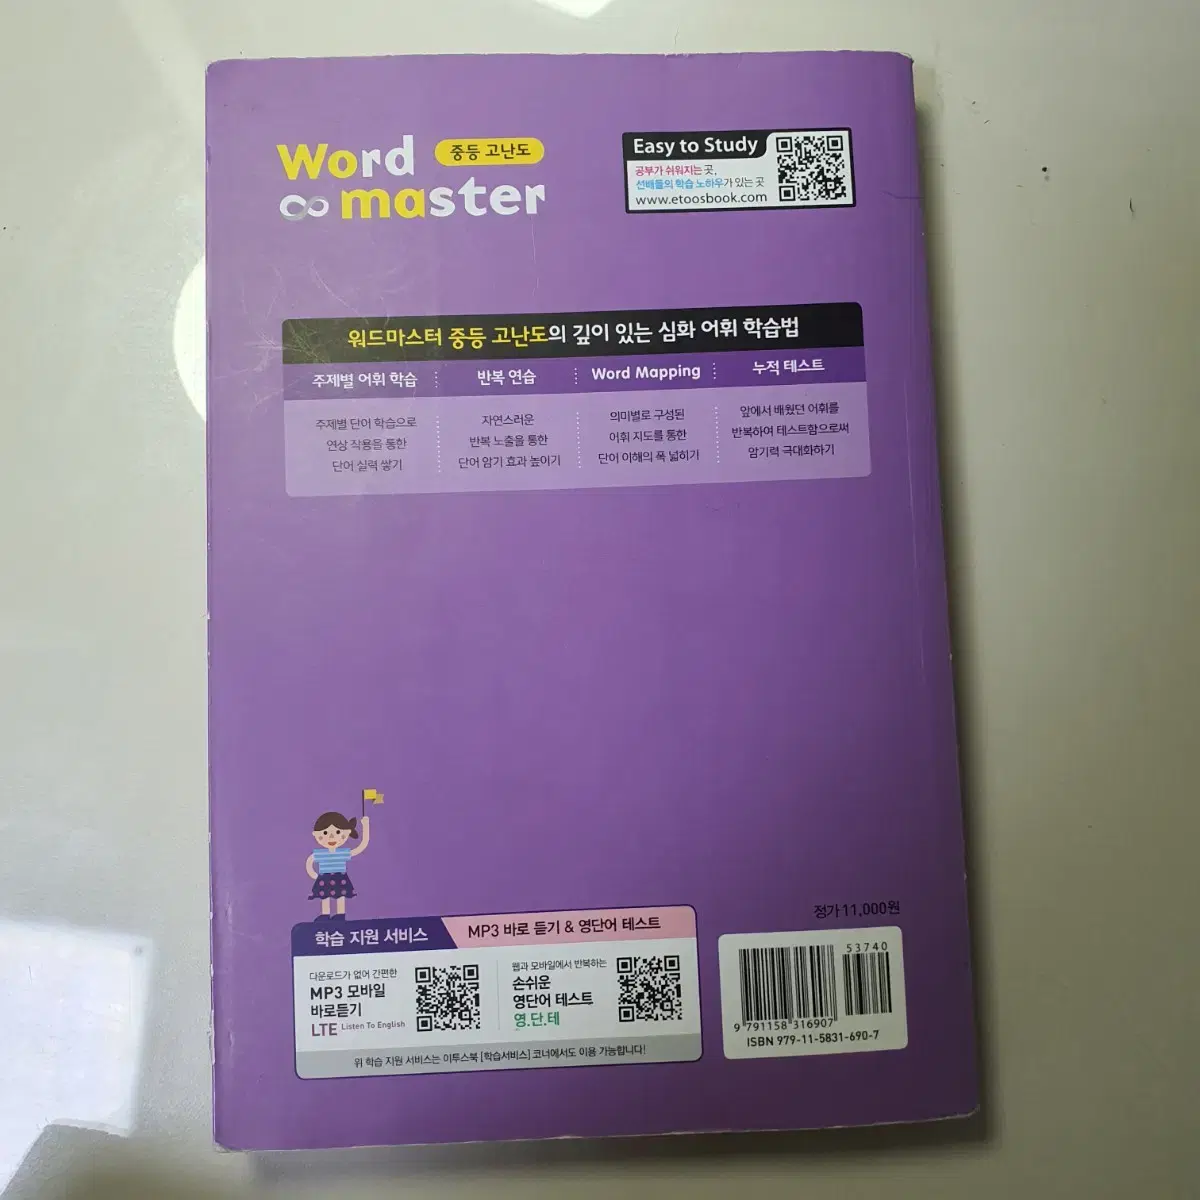 Word 중등 고난도
master
Easy to Study
공부가 쉬워지는 곳,
선배들의 학습 노하우가 있는 곳
www.etoosbook.com
워드마스터 중등 고난도의 깊이 있는 심화 어휘 학습법
주제별 어휘 학습
주제별 단어 학습으로
연상 작용을 통한
단어 실력 쌓기
반복 연습
자연스러운
반복 노출을 통한
단어 암기 효과 높이기
Word Mapping
의미별로 구성된
어휘 지도를 통한
단어 이해의 폭 넓히기
누적 테스트
앞에서 배웠던 어휘를
반복하여 테스트함으로써
암기력 극대화하기
학습 지원 서비스
MP3 바로 듣기 & 영단어 테스트
다운로드가 없어 간편한
MP3 모바일
바로듣기
LTE Listen To English
웹과 모바일에서 반복하는
손쉬운
영단어 테스트
영.단.테
위 학습 지원 서비스는 이투스북 [학습서비스] 코너에서도 이용 가능합니다!
정가 11,000원
53740
9 791158 316907
ISBN 979-11-5831-690-7